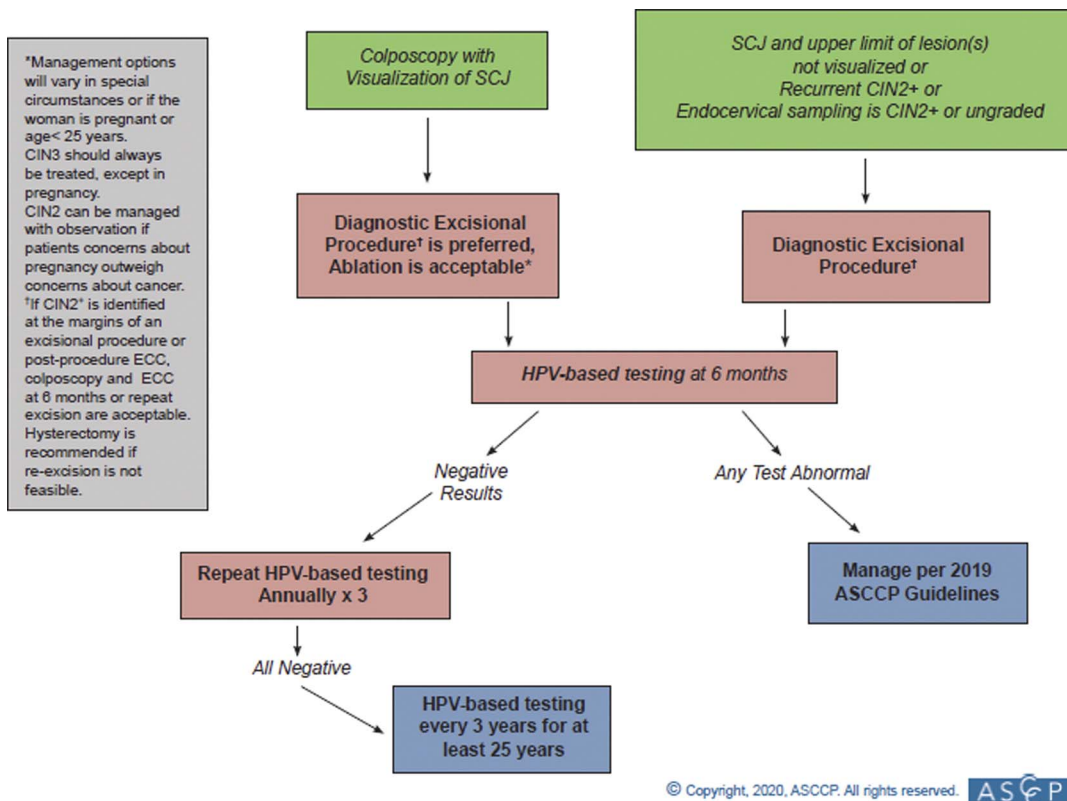 *Management options
will vary in special
circumstances or if the
woman is pregnant or
age< 25 years.
CIN3 should always
be treated, except in
pregnancy.
CIN2 can be managed
with observation if
patients concerns about
pregnancy outweigh
concerns about cancer.
†If CIN2⁺ is identified
at the margins of an
excisional procedure or
post-procedure ECC,
colposcopy and ECC
at 6 months or repeat
excision are acceptable.
Hysterectomy is
recommended if
re-excision is not
feasible.
Colposcopy with
Visualization of SCJ
SCJ and upper limit of lesion(s)
not visualized or
Recurrent CIN2+ or
Endocervical sampling is CIN2+ or ungraded
Diagnostic Excisional
Procedure† is preferred,
Ablation is acceptable*
Diagnostic Excisional
Procedure†
HPV-based testing at 6 months
Negative
Results
Any Test Abnormal
Repeat HPV-based testing
Annually x 3
Manage per 2019
ASCCP Guidelines
All Negative
HPV-based testing
every 3 years for at
least 25 years
© Copyright, 2020, ASCCP. All rights reserved.
ASCCP